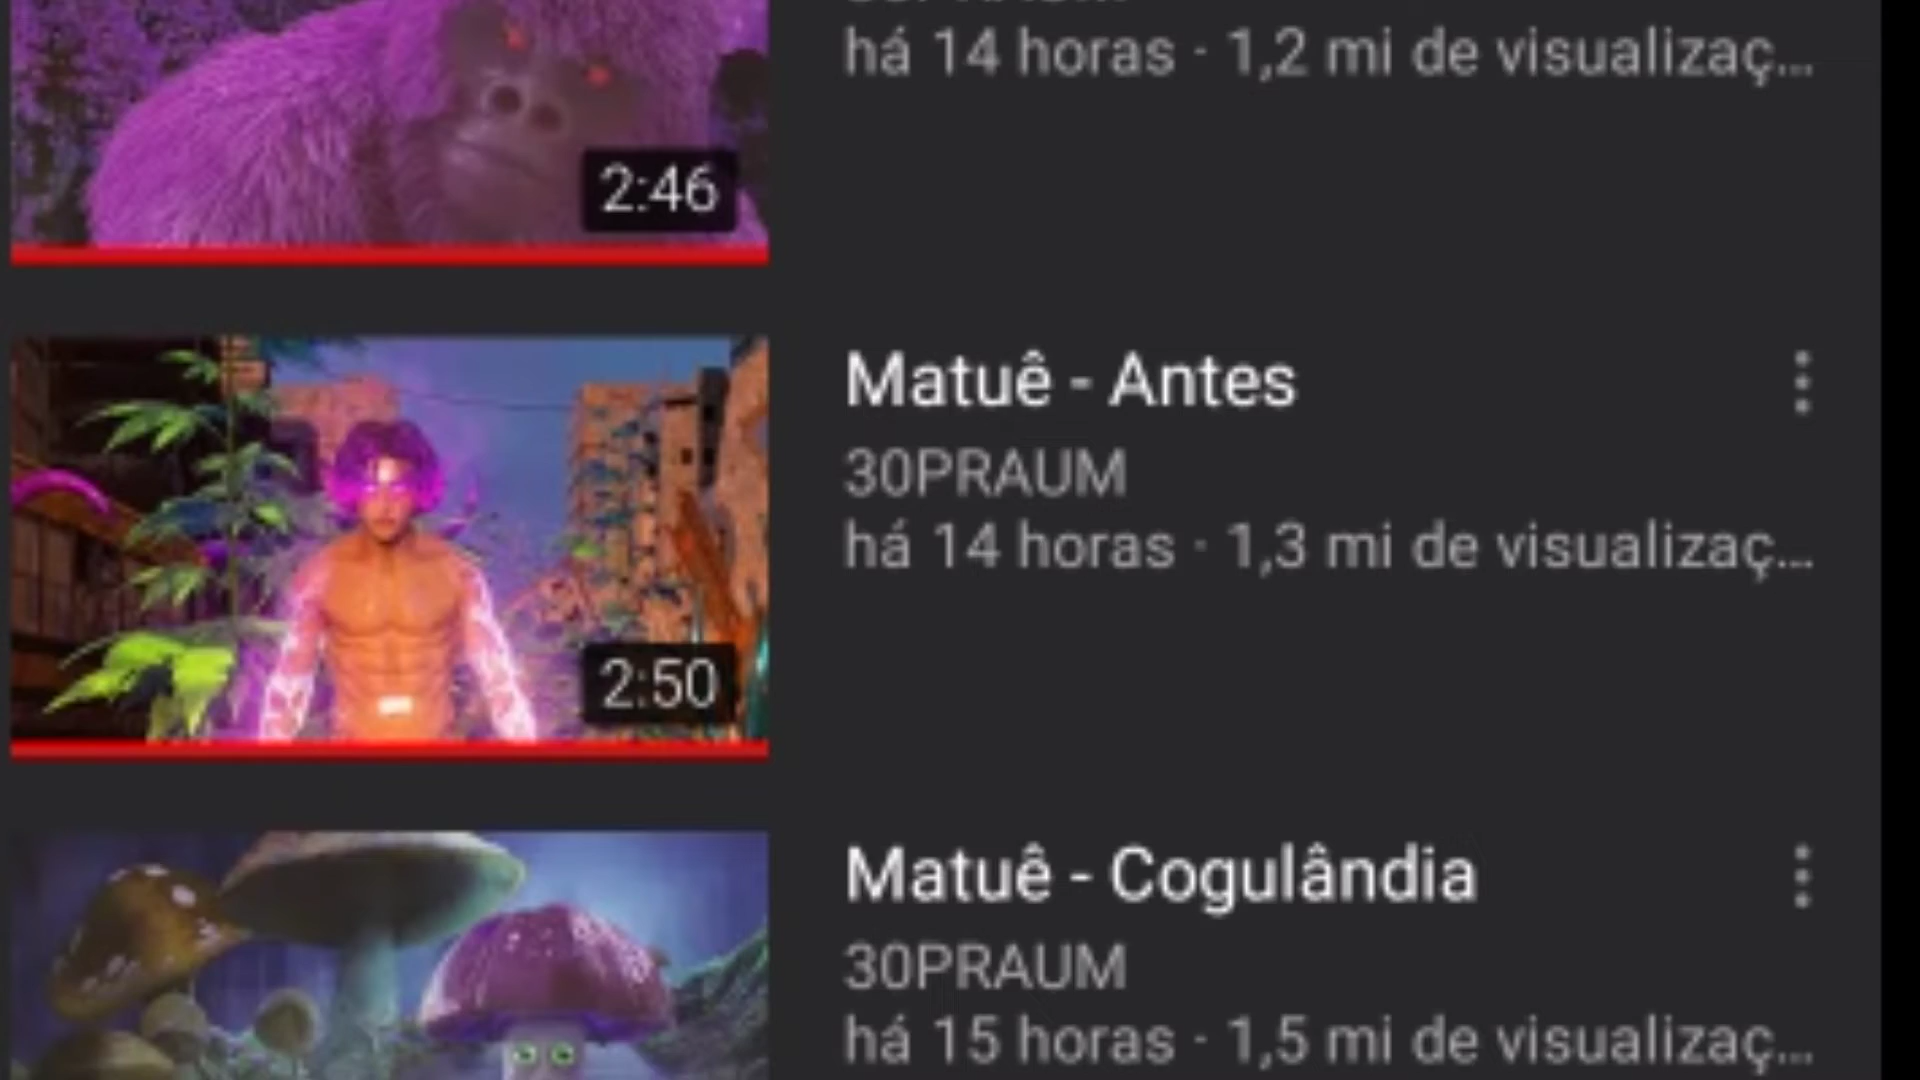 há 14 horas · 1,2 mi de visualizaç...
2:46
Matuê - Antes
30PRAUM
há 14 horas · 1,3 mi de visualizaç...
2:50
Matuê - Cogulândia
30PRAUM
há 15 horas · 1,5 mi de visualizaç...